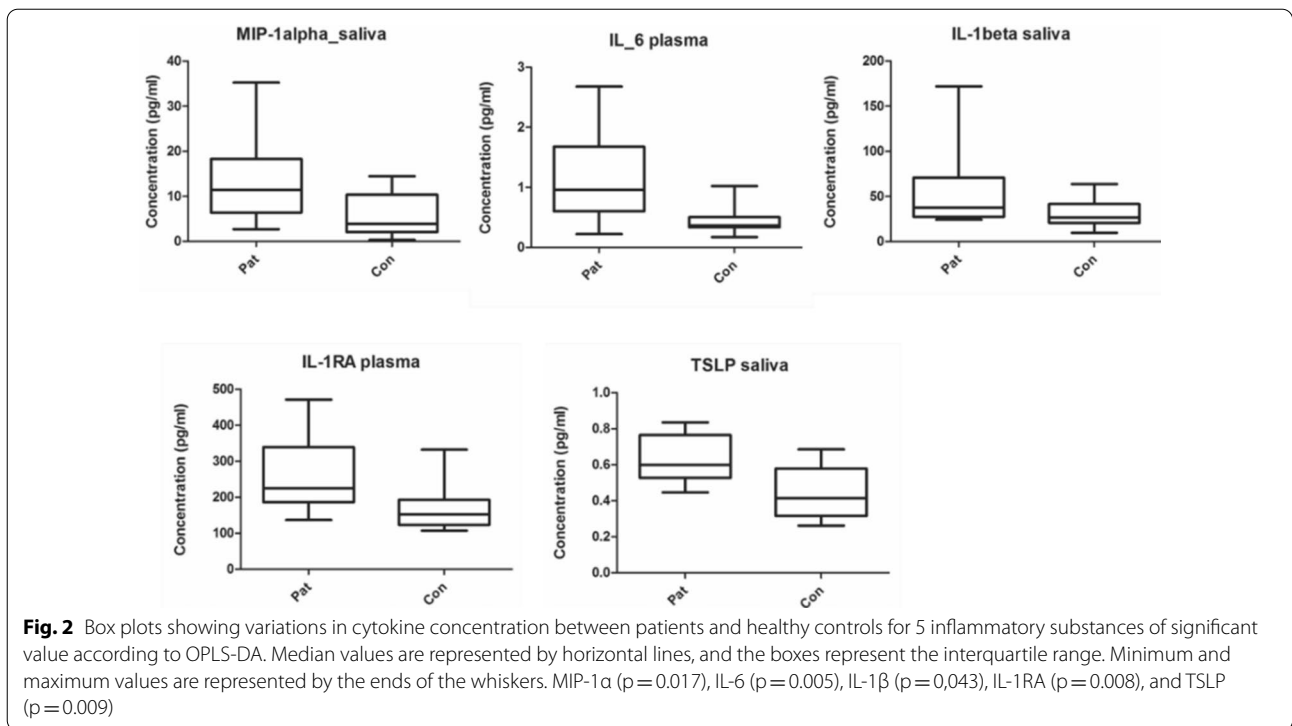 MIP-1alpha_saliva
Concentration (pg/ml)
40
30
20
10
0
Pat
Con
IL_6 plasma
Concentration (pg/ml)
3
2
1
0
Pat
Con
IL-1beta saliva
Concentration (pg/ml)
200
150
100
50
0
Pat
Con
IL-1RA plasma
Concentration (pg/ml)
500
400
300
200
100
0
Pat
Con
TSLP saliva
Concentration (pg/ml)
1.0
0.8
0.6
0.4
0.2
0.0
Pat
Con
Fig. 2 Box plots showing variations in cytokine concentration between patients and healthy controls for 5 inflammatory substances of significant
value according to OPLS-DA. Median values are represented by horizontal lines, and the boxes represent the interquartile range. Minimum and
maximum values are represented by the ends of the whiskers. MIP-1α (p = 0.017), IL-6 (p = 0.005), IL-1β (p = 0,043), IL-1RA (p = 0.008), and TSLP
(p = 0.009)